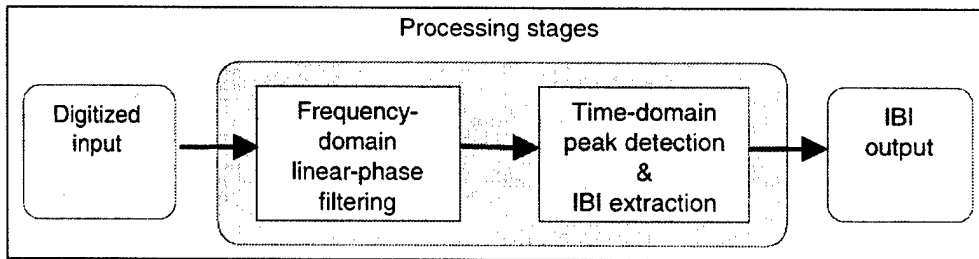 Processing stages
Digitized
input
Frequency-
domain
linear-phase
filtering
Time-domain
peak detection
&
IBI extraction
IBI
output